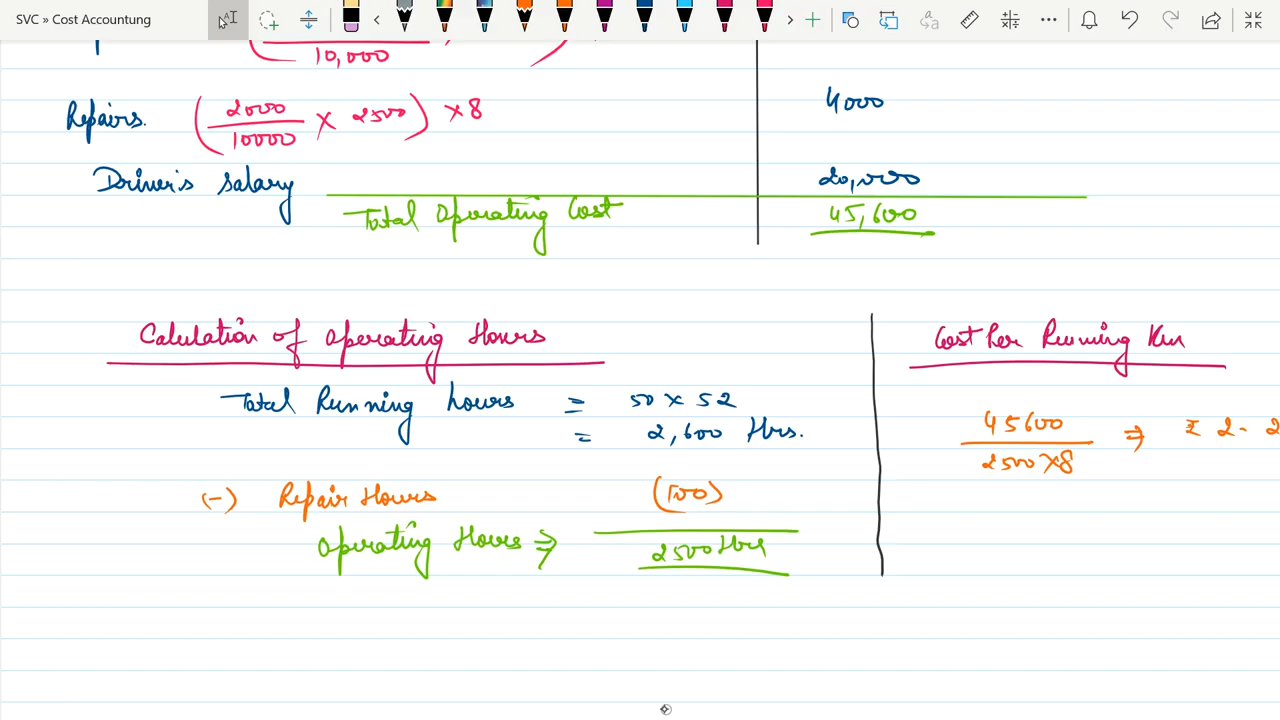 SVC » Cost Accountung
10,000
Repairs. (2000/10000 × 2500) ×8 4000
Driver's Salary 20,000
Total Operating Cost 45,600
Calculation of Operating Hours
Total Running hours = 50 × 52
= 2,600 Hrs.
(-) Repair Hours (100)
Operating Hours ⇒ 2500 Hrs
Cost Per Running Km
45600/2500×8 ⇒ ₹ 2. 2